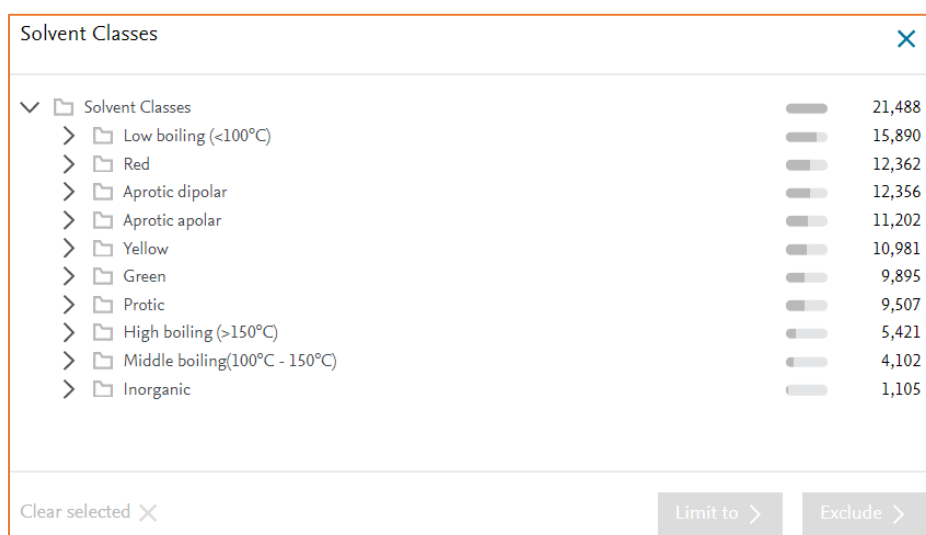 Solvent Classes
Solvent Classes 21,488
Low boiling (<100°C) 15,890
Red 12,362
Aprotic dipolar 12,356
Aprotic apolar 11,202
Yellow 10,981
Green 9,895
Protic 9,507
High boiling (>150°C) 5,421
Middle boiling(100°C - 150°C) 4,102
Inorganic 1,105
Clear selected Limit to Exclude